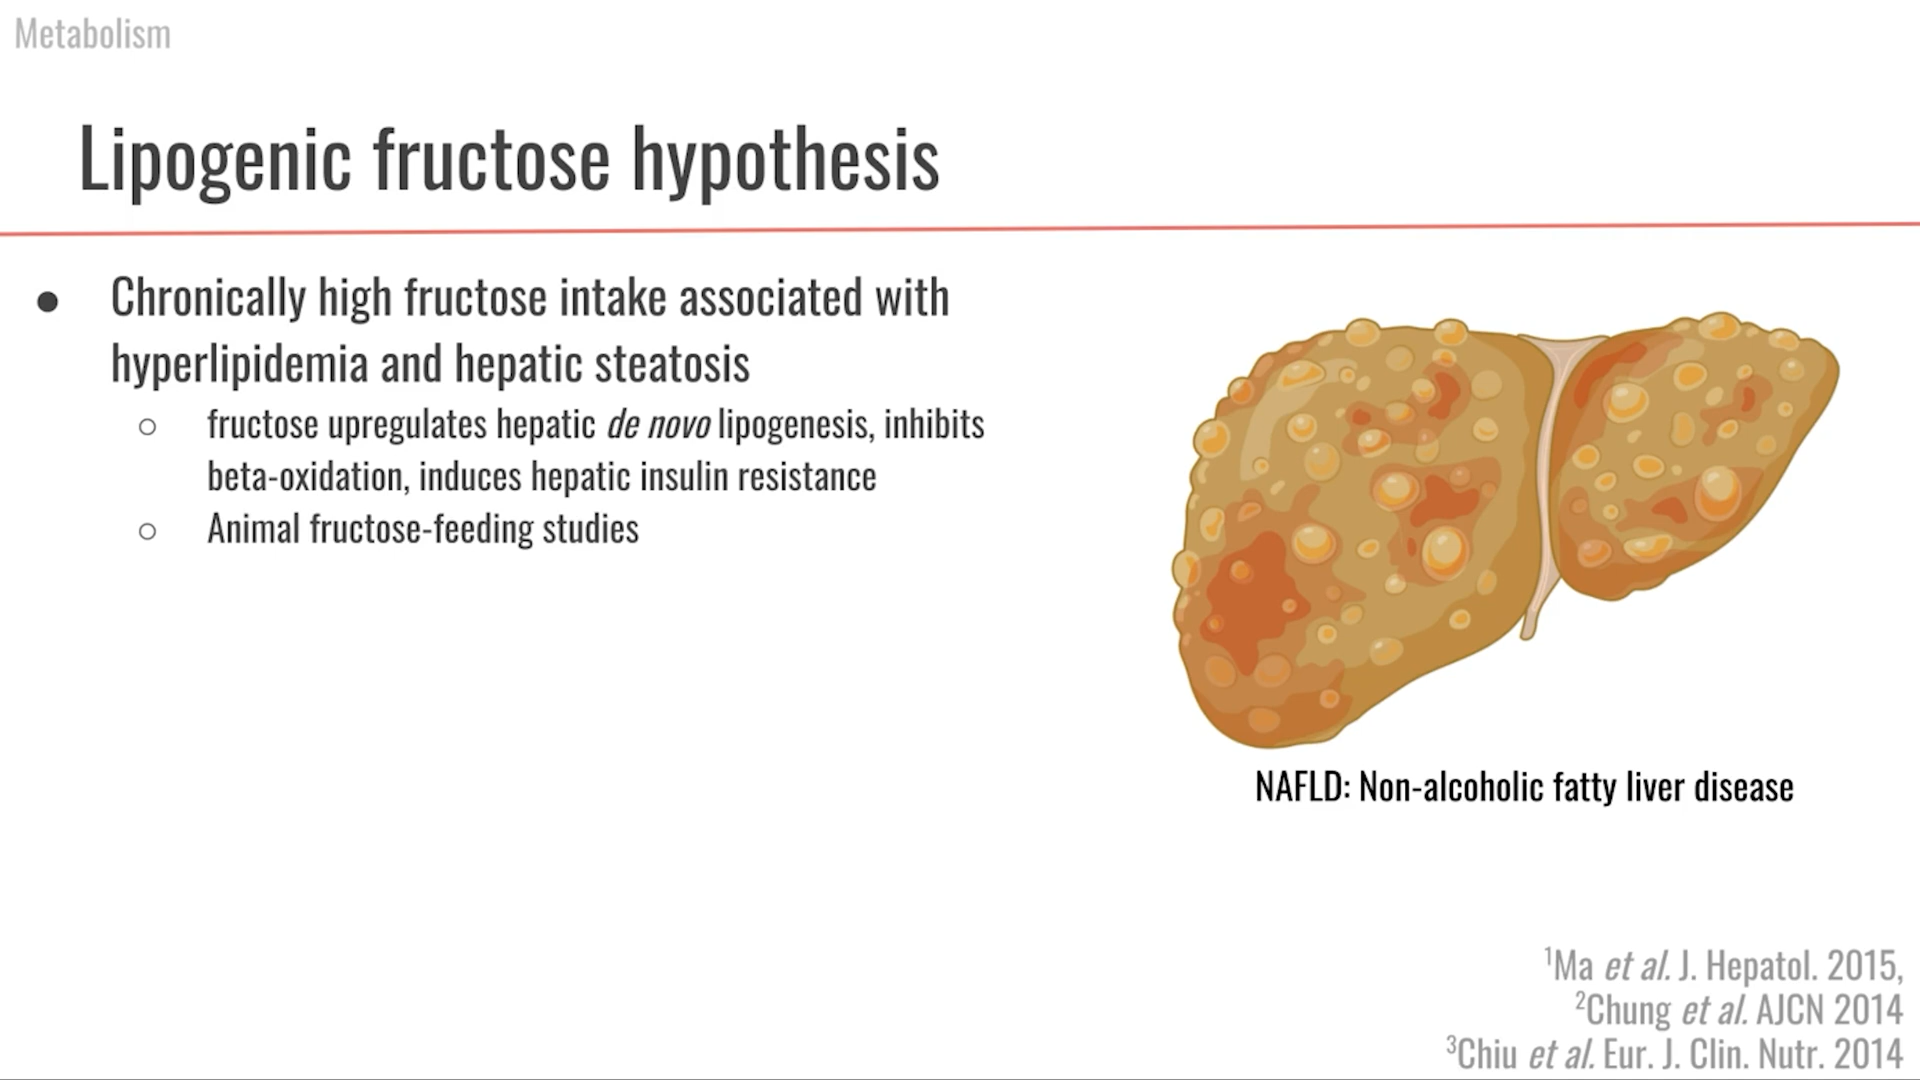 Metabolism
Lipogenic fructose hypothesis
● Chronically high fructose intake associated with
hyperlipidemia and hepatic steatosis
○ fructose upregulates hepatic de novo lipogenesis, inhibits
beta-oxidation, induces hepatic insulin resistance
○ Animal fructose-feeding studies
NAFLD: Non-alcoholic fatty liver disease
¹Ma et al. J. Hepatol. 2015,
²Chung et al. AJCN 2014
³Chiu et al. Eur. J. Clin. Nutr. 2014